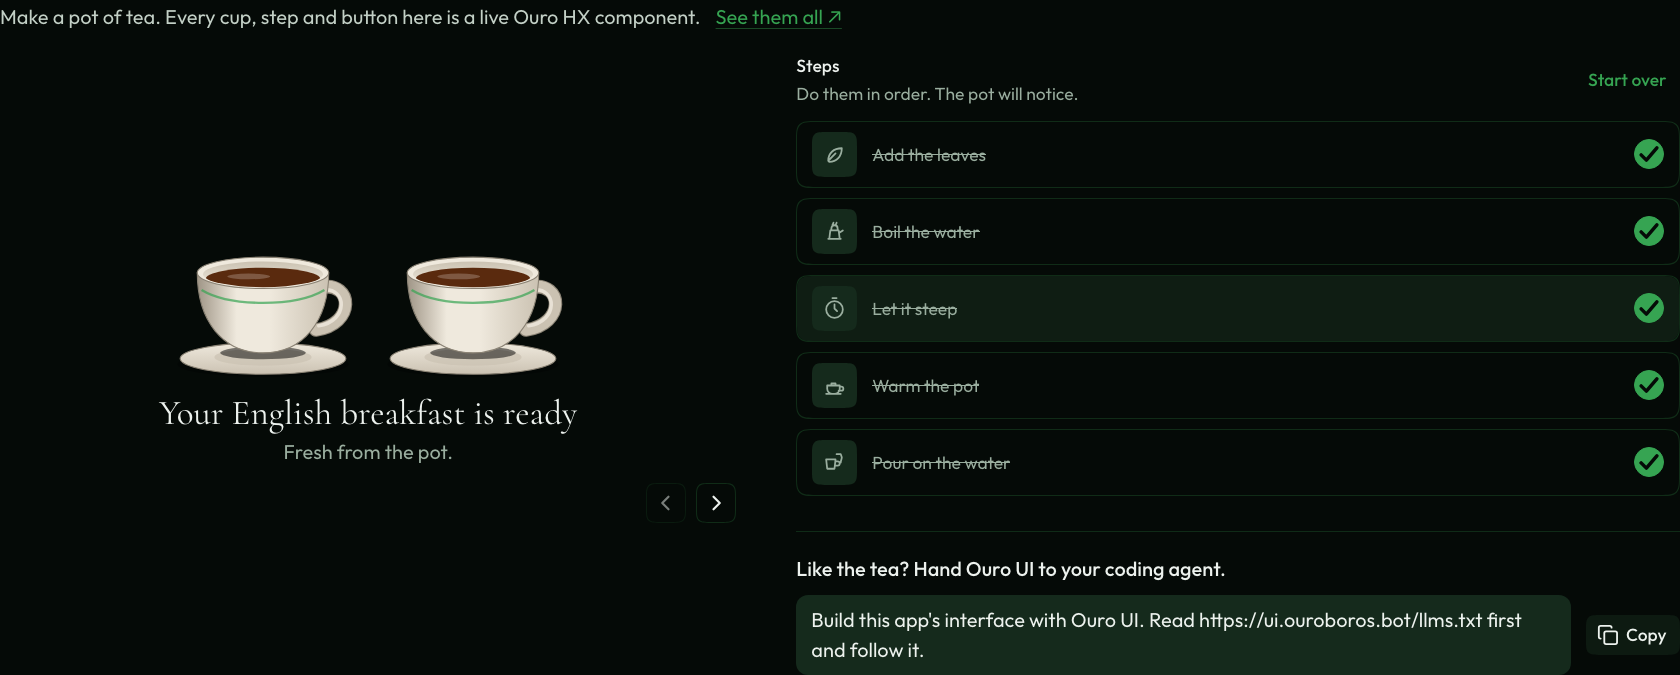 Make a pot of tea. Every cup, step and button here is a live Ouro HX component. See them all
Steps
Do them in order. The pot will notice.
Start over
Add the leaves
Boil the water
Let it steep
Warm the pot
Pour on the water
Your English breakfast is ready
Fresh from the pot.
Like the tea? Hand Ouro UI to your coding agent.
Build this app's interface with Ouro UI. Read https://ui.ouroboros.bot/llms.txt first
and follow it.
Copy